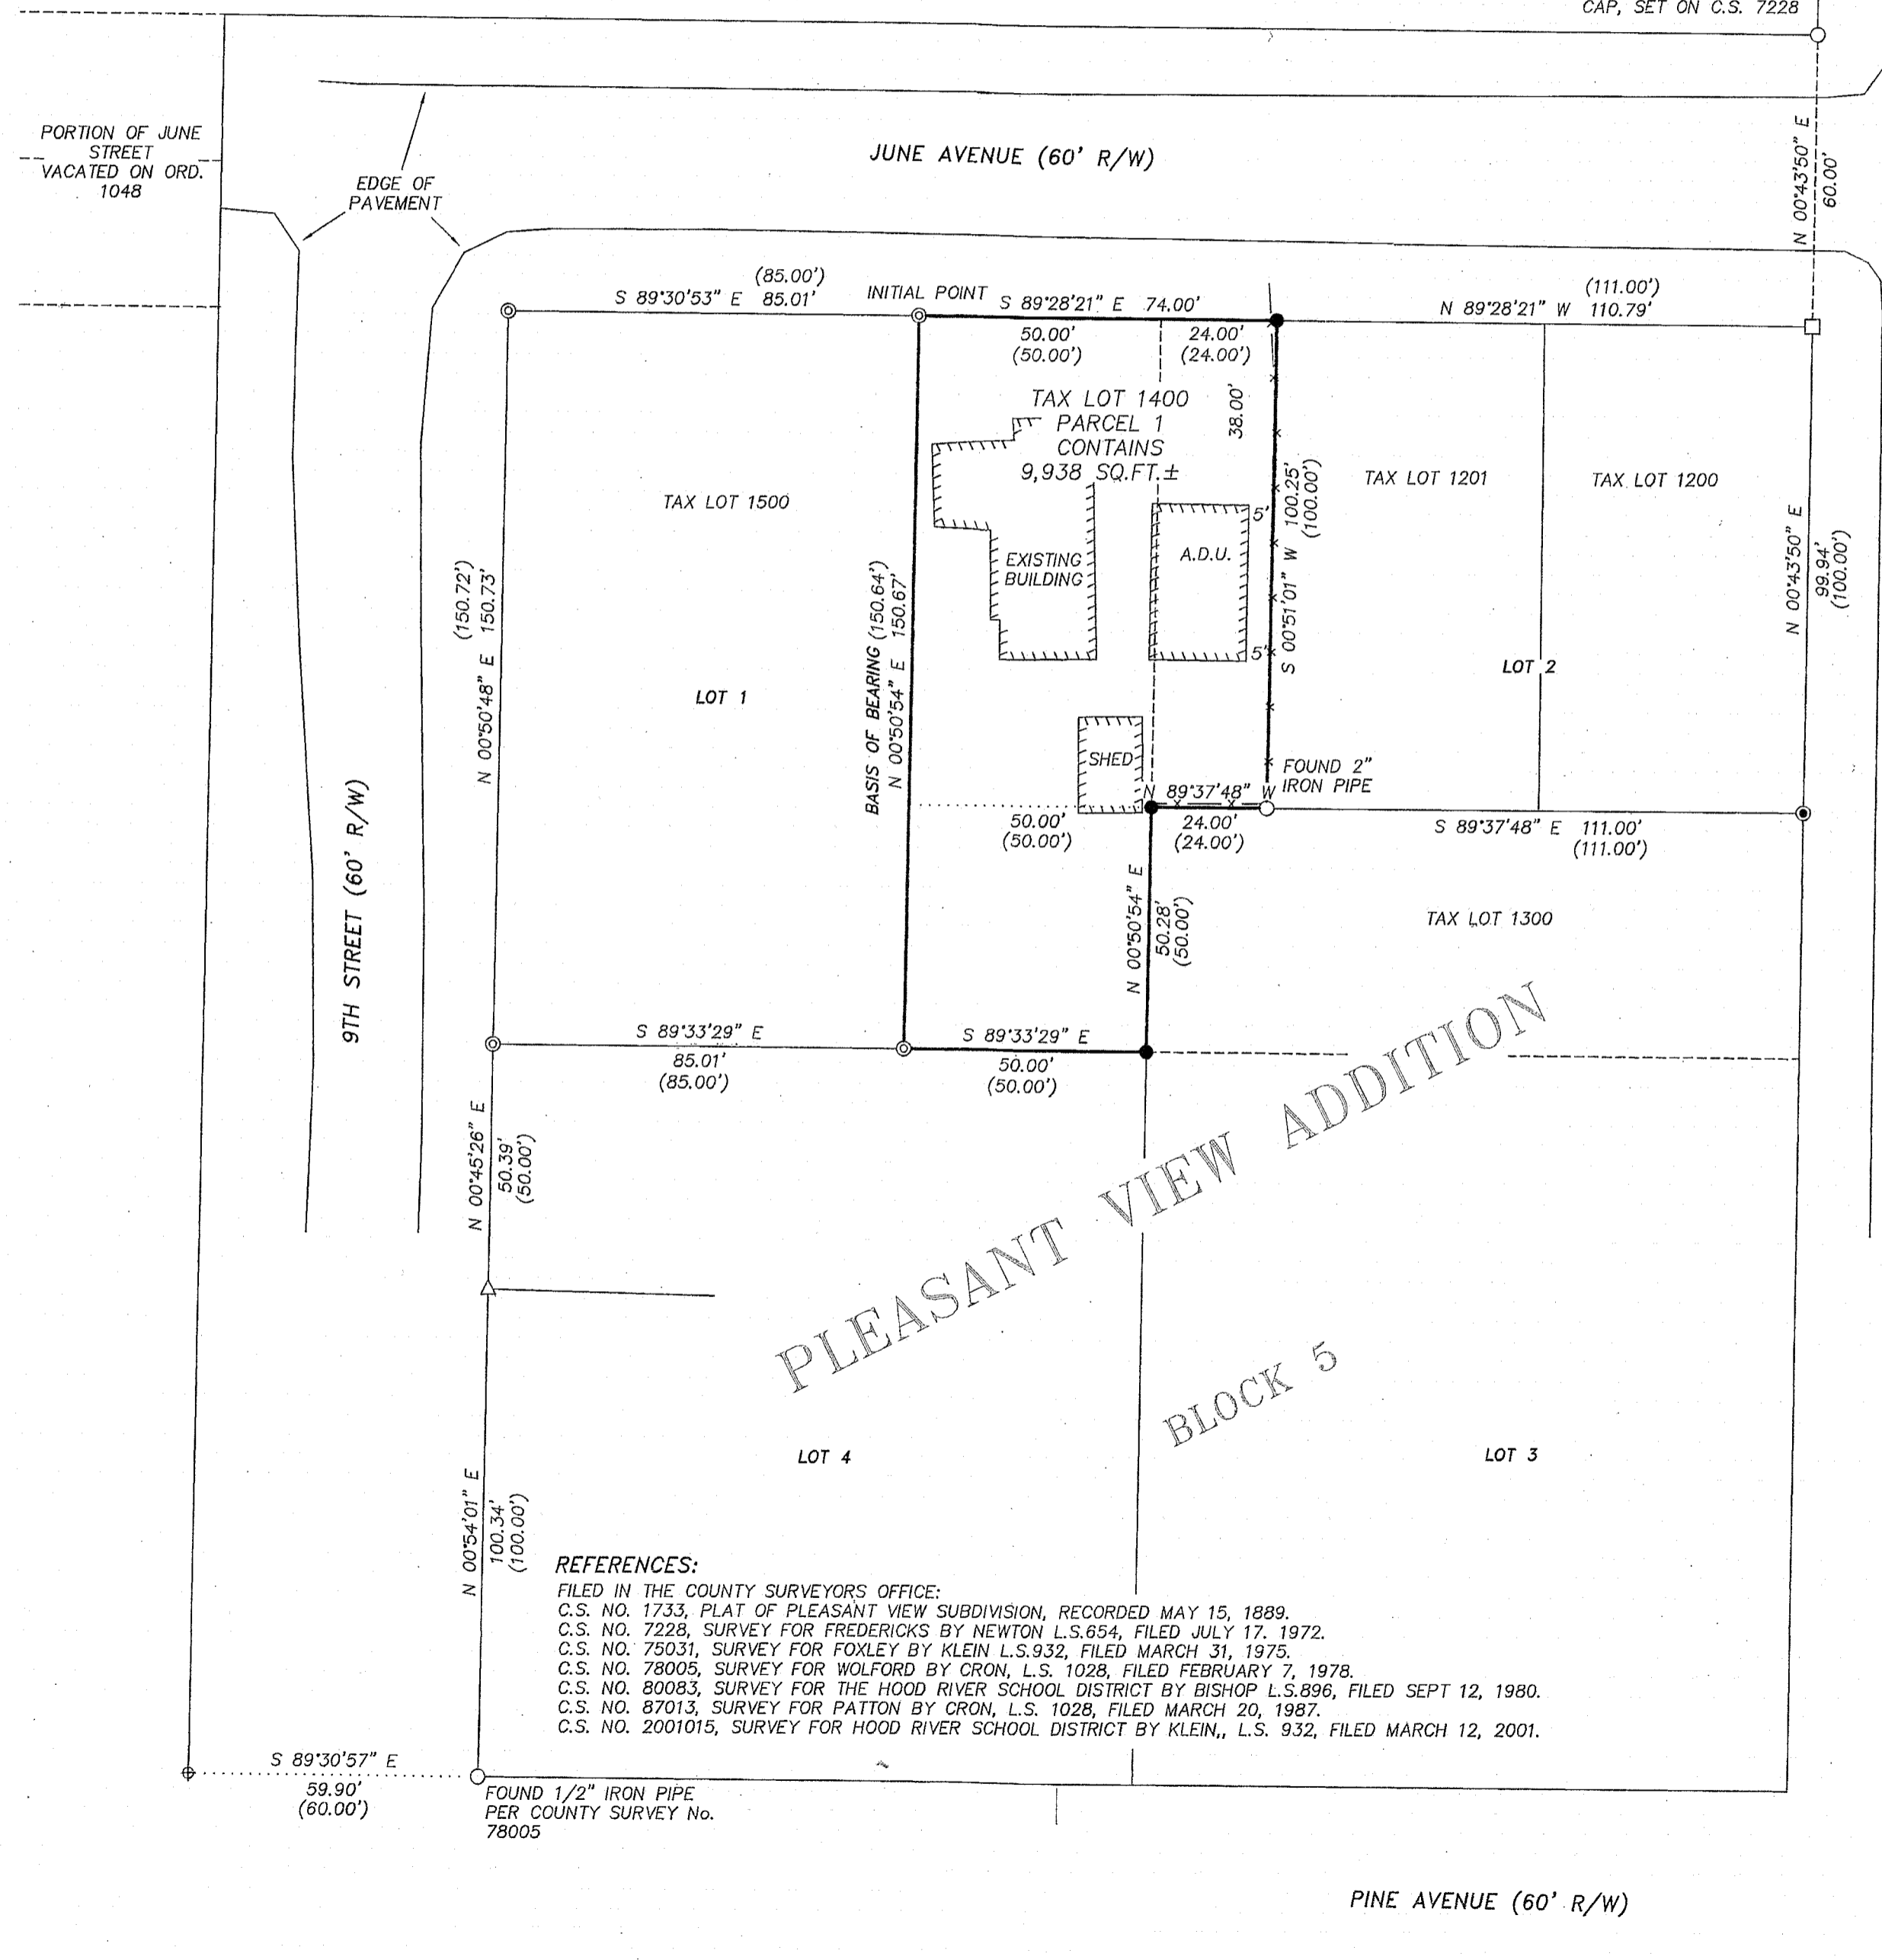 CAP, SET ON C.S. 7228
PORTION OF JUNE
STREET
VACATED ON ORD.
1048
EDGE OF
PAVEMENT
JUNE AVENUE (60' R/W)
N 00°43'50" E
60.00'
(85.00')
S 89°30'53" E 85.01'
INITIAL POINT
S 89°28'21" E 74.00'
50.00'
(50.00')
24.00'
(24.00')
(111.00')
N 89°28'21" W 110.79'
TAX LOT 1400
PARCEL 1
CONTAINS
9,938 SQ.FT.±
38.00'
TAX LOT 1500
TAX LOT 1201
TAX LOT 1200
EXISTING
BUILDING
A.D.U.
5'
5'
S 00°51'01" W 100.25'
(100.00')
N 00°43'50" E
99.94'
(100.00')
(150.72')
N 00°50'48" E 150.73'
BASIS OF BEARING (150.64')
N 00°50'54" E 150.67'
LOT 1
LOT 2
SHED
FOUND 2"
IRON PIPE
N 89°37'48" W
50.00'
(50.00')
24.00'
(24.00')
S 89°37'48" E 111.00'
(111.00')
9TH STREET (60' R/W)
N 00°50'54" E
50.28'
(50.00')
TAX LOT 1300
S 89°33'29" E
85.01'
(85.00')
S 89°33'29" E
50.00'
(50.00')
N 00°45'26" E
50.39'
(50.00')
PLEASANT VIEW ADDITION
BLOCK 5
LOT 4
LOT 3
N 00°54'01" E
100.34'
(100.00')
REFERENCES:
FILED IN THE COUNTY SURVEYORS OFFICE:
C.S. NO. 1733, PLAT OF PLEASANT VIEW SUBDIVISION, RECORDED MAY 15, 1889.
C.S. NO. 7228, SURVEY FOR FREDERICKS BY NEWTON L.S.654, FILED JULY 17. 1972.
C.S. NO. 75031, SURVEY FOR FOXLEY BY KLEIN L.S.932, FILED MARCH 31, 1975.
C.S. NO. 78005, SURVEY FOR WOLFORD BY CRON, L.S. 1028, FILED FEBRUARY 7, 1978.
C.S. NO. 80083, SURVEY FOR THE HOOD RIVER SCHOOL DISTRICT BY BISHOP L.S.896, FILED SEPT 12, 1980.
C.S. NO. 87013, SURVEY FOR PATTON BY CRON, L.S. 1028, FILED MARCH 20, 1987.
C.S. NO. 2001015, SURVEY FOR HOOD RIVER SCHOOL DISTRICT BY KLEIN,, L.S. 932, FILED MARCH 12, 2001.
S 89°30'57" E
59.90'
(60.00')
FOUND 1/2" IRON PIPE
PER COUNTY SURVEY No.
78005
PINE AVENUE (60' R/W)